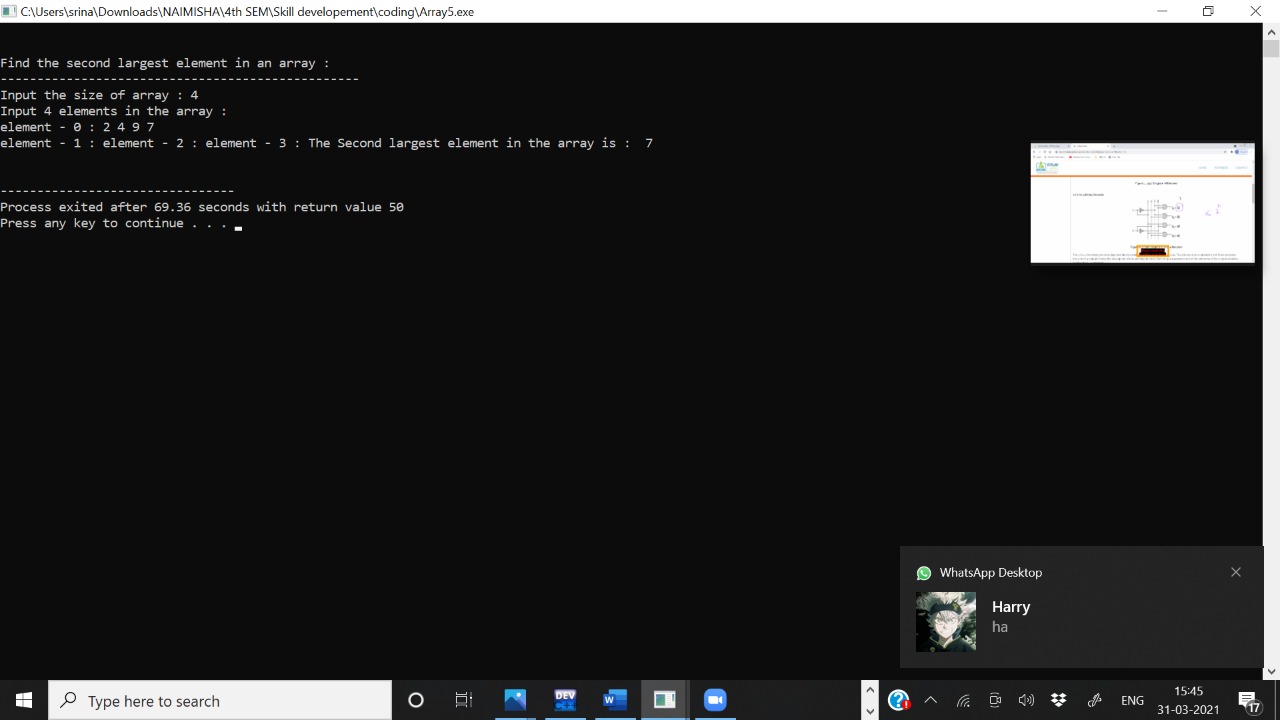 C:\Users\srina\Downloads\NAIMISHA\4th SEM\Skill developement\coding\Array5.exe
Find the second largest element in an array :
-------------------------------------------------
Input the size of array : 4
Input 4 elements in the array :
element - 0 : 2 4 9 7
element - 1 : element - 2 : element - 3 : The Second largest element in the array is :  7
--------------------------------
Process exited after 69.36 seconds with return value 50
Press any key to continue . . .
WhatsApp Desktop
Harry
ha
Type here to search
DEV
W
ENG
15:45
31-03-2021
17